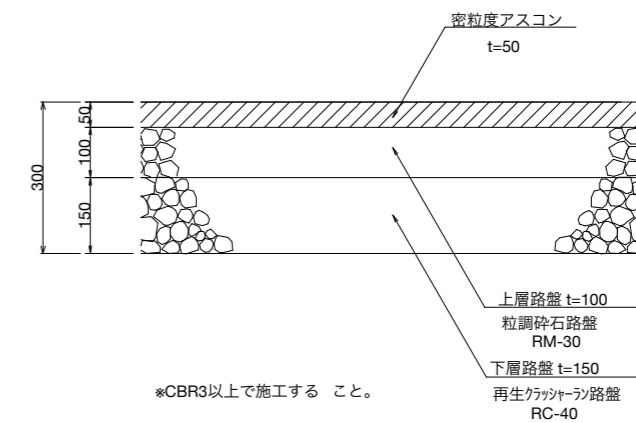 密粒度アスコン
t=50
50
100
300
150
上層路盤 t=100
粒調砕石路盤
RM-30
下層路盤 t=150
再生ｸﾗｯｼｬｰﾗﾝ路盤
RC-40
※CBR3以上で施工する こと。